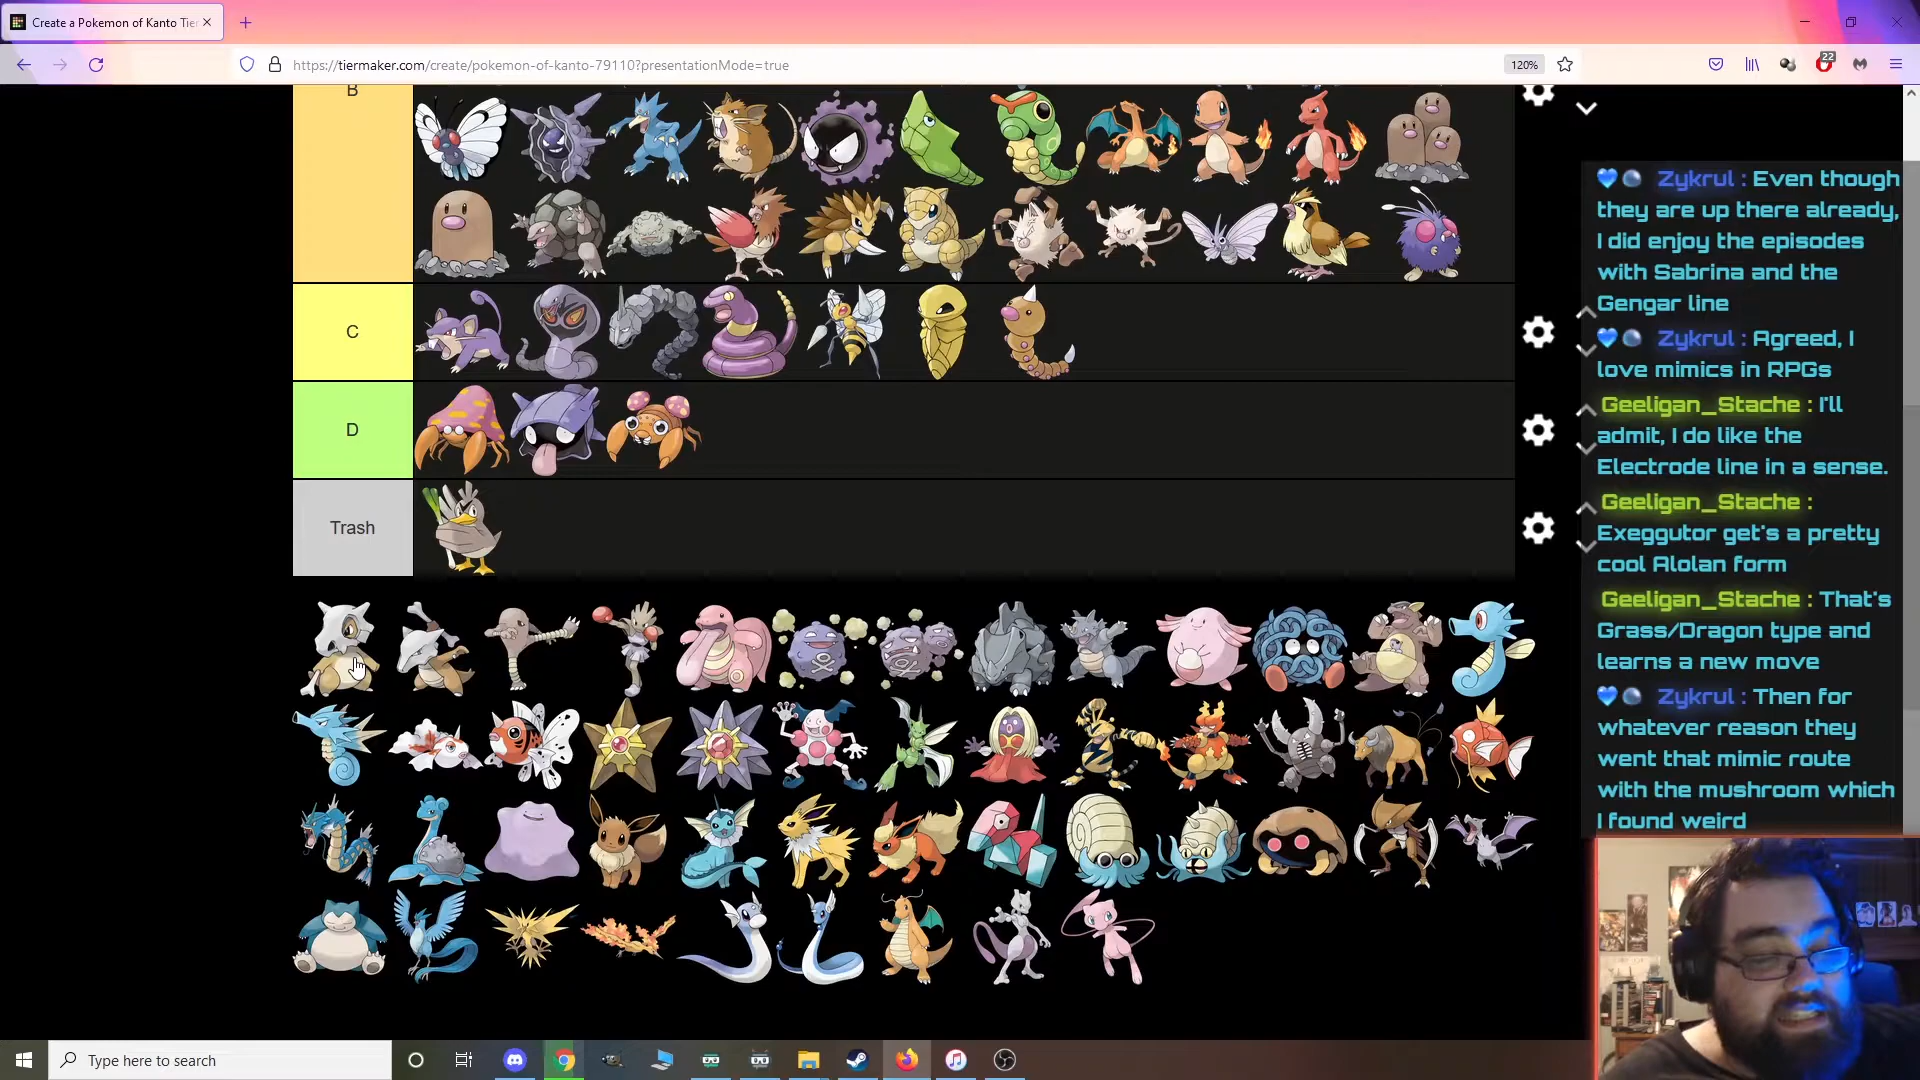 Create a Pokemon of Kanto Tier
https://tiermaker.com/create/pokemon-of-kanto-79110?presentationMode=true
120%
22
B
C
D
Trash
Zykrul : Even though
they are up there already,
I did enjoy the episodes
with Sabrina and the
Gengar line
Zykrul : Agreed, I
love mimics in RPGs
Geeligan_Stache : I'll
admit, I do like the
Electrode line in a sense.
Geeligan_Stache :
Exeggutor get's a pretty
cool Alolan form
Geeligan_Stache : That's
Grass/Dragon type and
learns a new move
Zykrul : Then for
whatever reason they
went that mimic route
with the mushroom which
I found weird
Type here to search